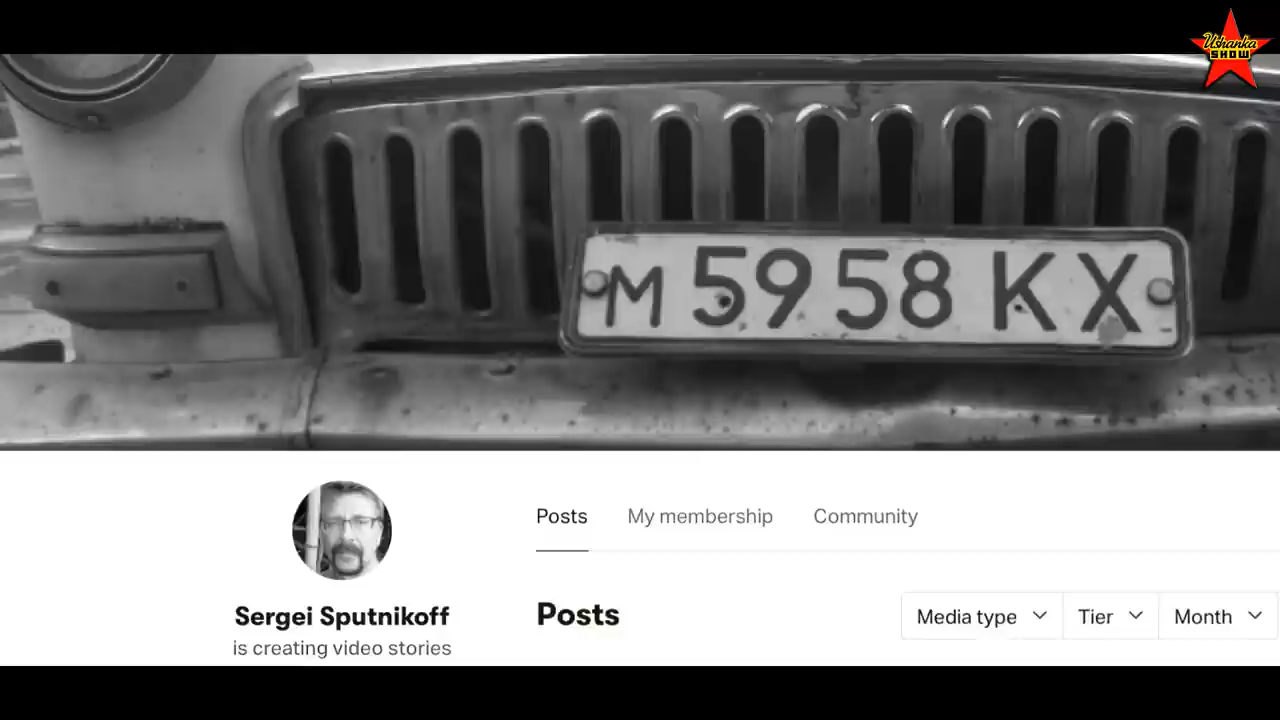 Ushanka
SHOW
М 5958 КХ
Posts
My membership
Community
Sergei Sputnikoff
is creating video stories
Posts
Media type
Tier
Month